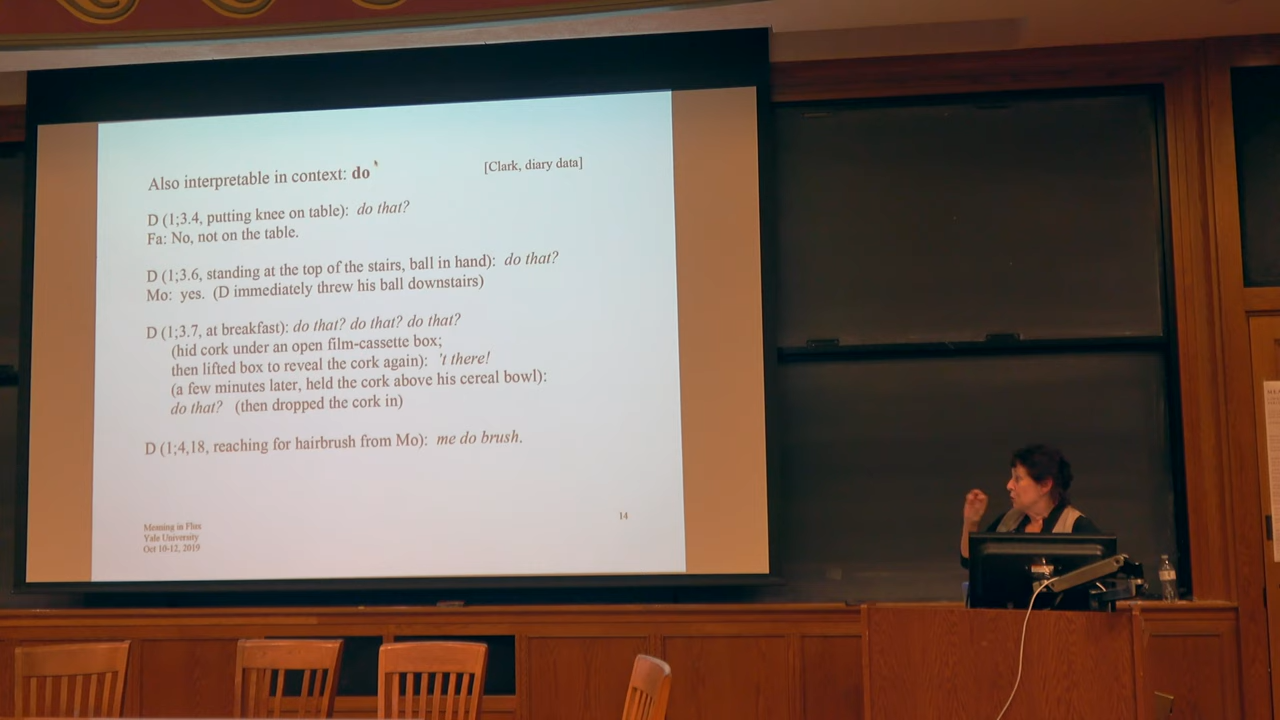 Also interpretable in context: do
[Clark, diary data]
D (1;3.4, putting knee on table): do that?
Fa: No, not on the table.
D (1;3.6, standing at the top of the stairs, ball in hand): do that?
Mo: yes. (D immediately threw his ball downstairs)
D (1;3.7, at breakfast): do that? do that? do that?
(hid cork under an open film-cassette box;
then lifted box to reveal the cork again): 't there!
(a few minutes later, held the cork above his cereal bowl):
do that? (then dropped the cork in)
D (1;4,18, reaching for hairbrush from Mo): me do brush.
Meaning in Flux
Yale University
Oct 10-12, 2019
14